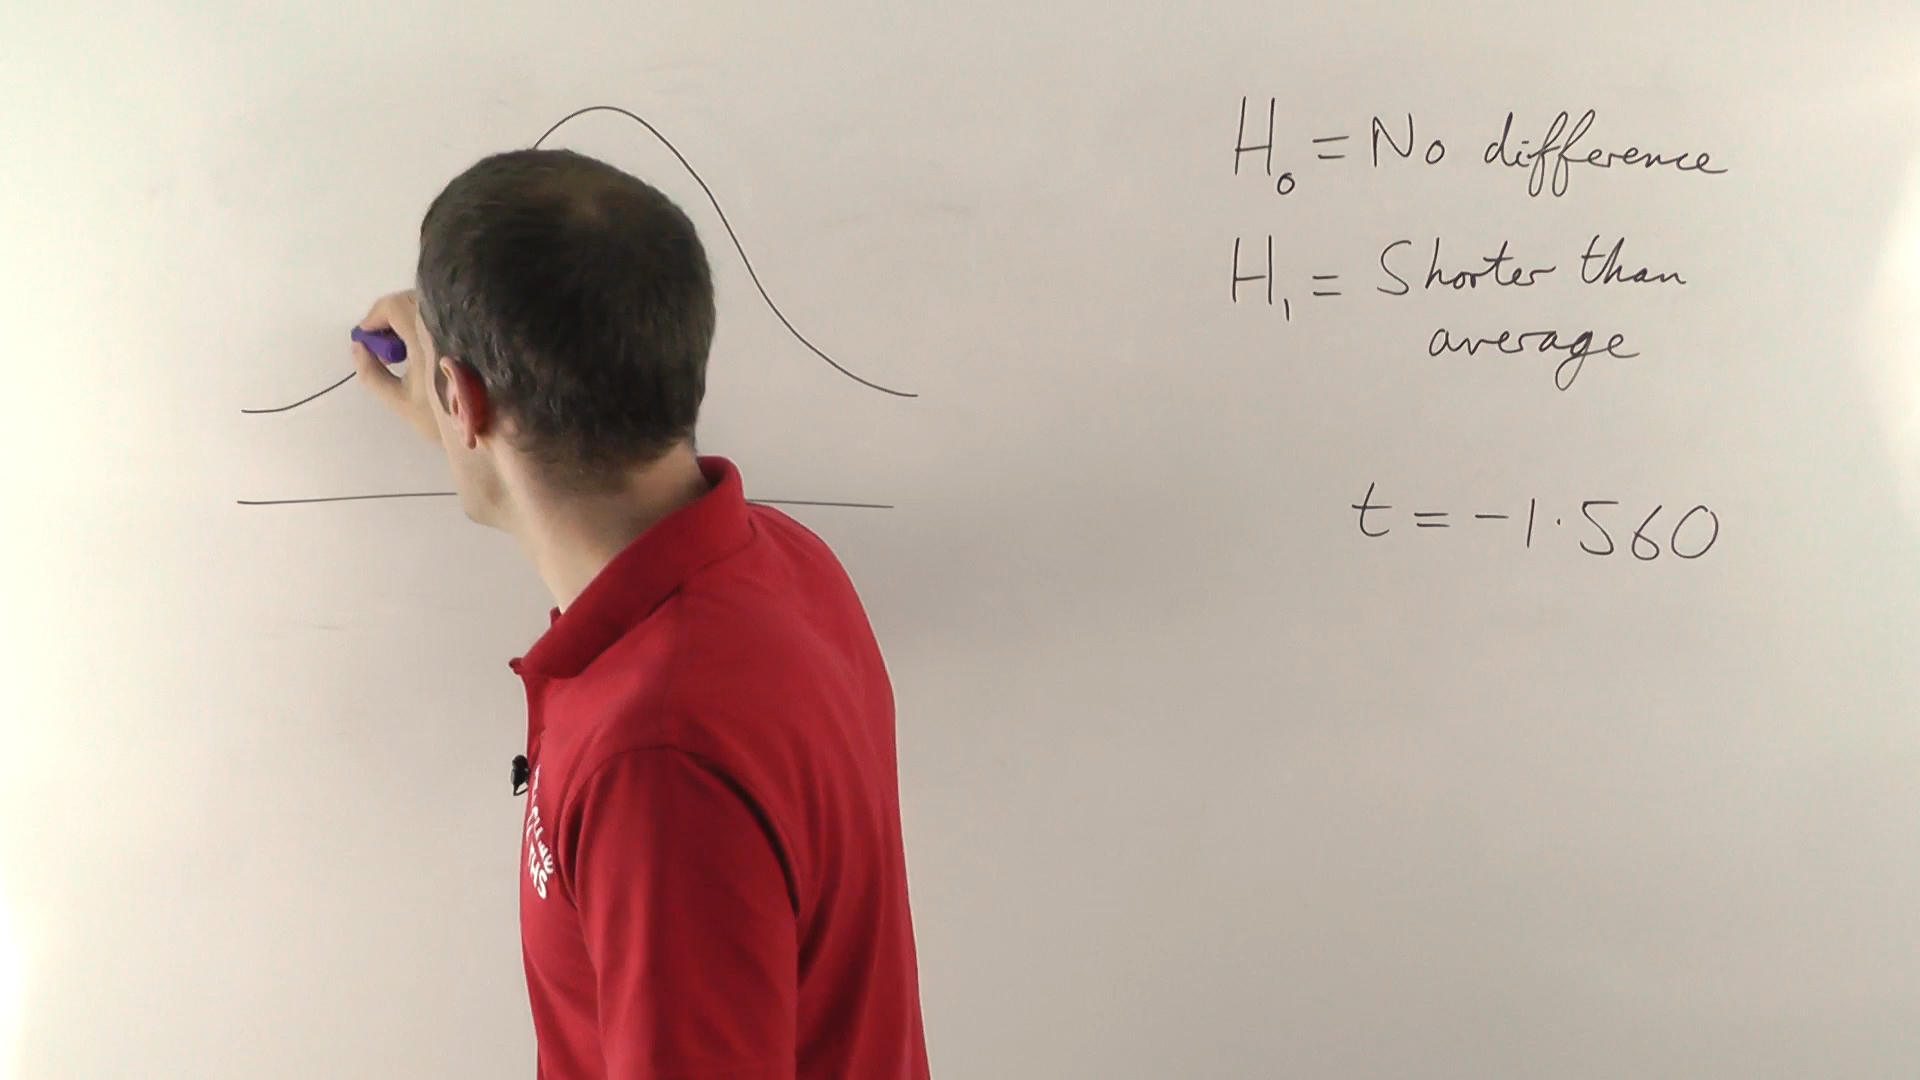 H₀ = No difference
H₁ = Shorter than
average
t = -1.560